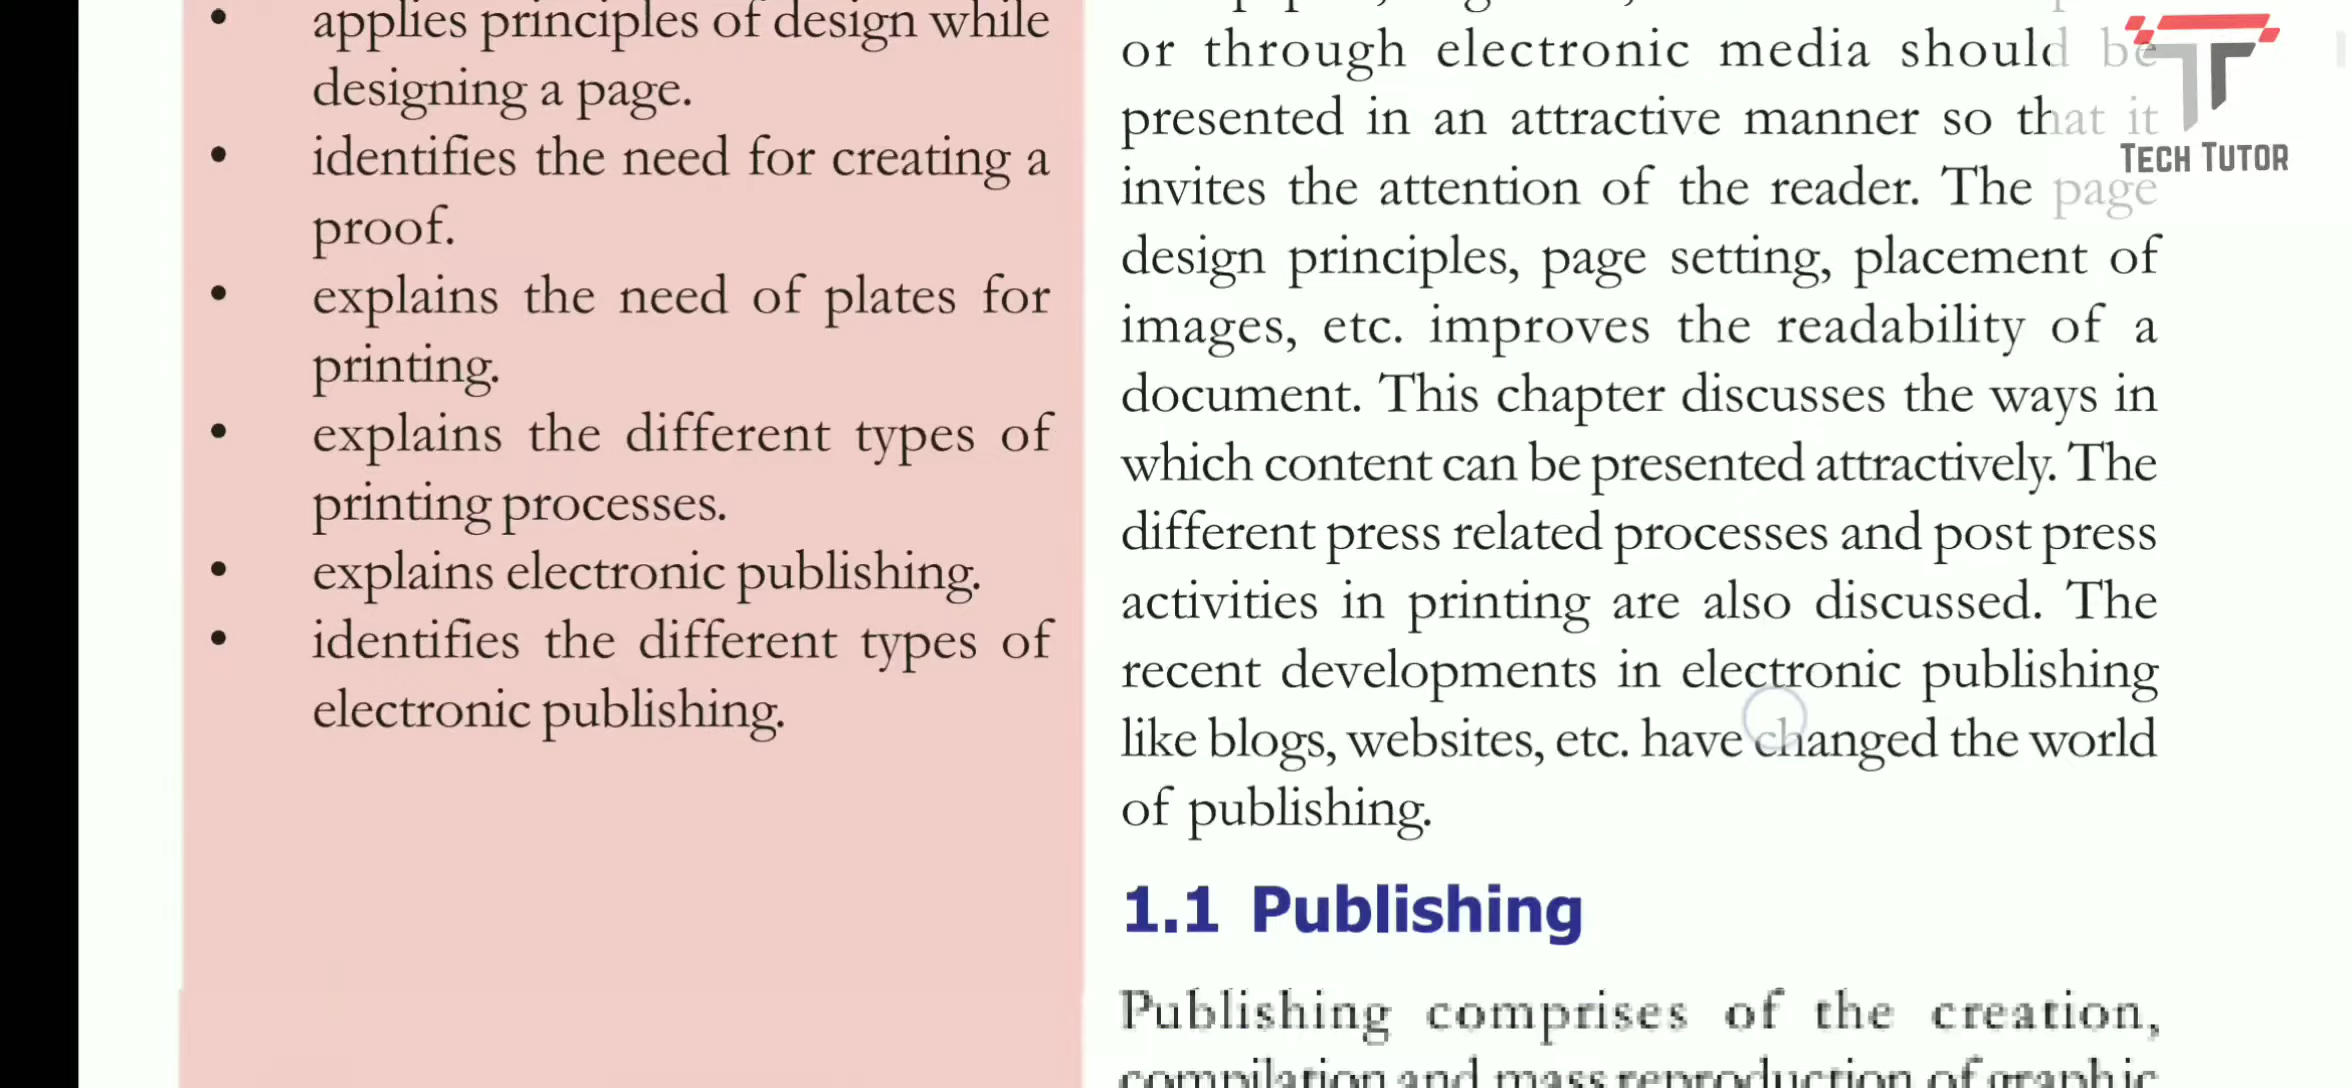 • applies principles of design while
designing a page.
• identifies the need for creating a
proof.
• explains the need of plates for
printing.
• explains the different types of
printing processes.
• explains electronic publishing.
• identifies the different types of
electronic publishing.
or through electronic media should be
presented in an attractive manner so that it
invites the attention of the reader. The page
design principles, page setting, placement of
images, etc. improves the readability of a
document. This chapter discusses the ways in
which content can be presented attractively. The
different press related processes and post press
activities in printing are also discussed. The
recent developments in electronic publishing
like blogs, websites, etc. have changed the world
of publishing.
1.1 Publishing
Publishing comprises of the creation,
compilation and mass reproduction of graphic
TECH TUTOR